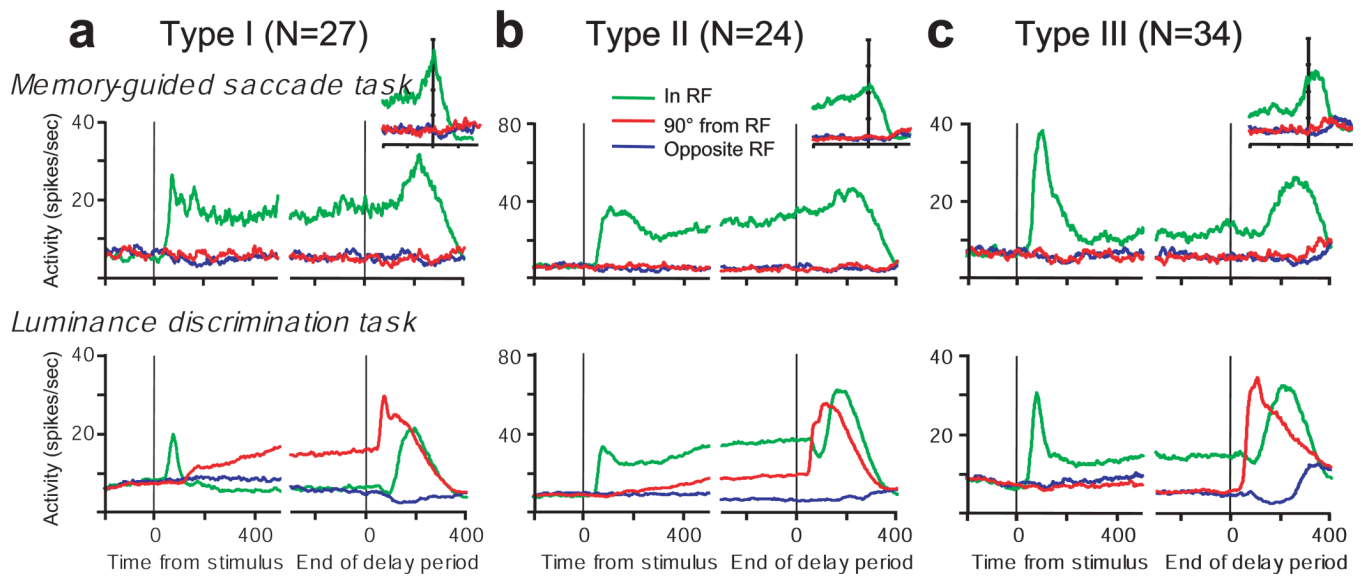 a Type I (N=27) b Type II (N=24) c Type III (N=34)
Memory-guided saccade task
In RF
90° from RF
Opposite RF
Activity (spikes/sec)
40
20
80
40
40
20
Luminance discrimination task
Activity (spikes/sec)
40
20
80
40
40
20
0 400 0 400 0 400 0 400 0 400 0 400
Time from stimulus End of delay period Time from stimulus End of delay period Time from stimulus End of delay period